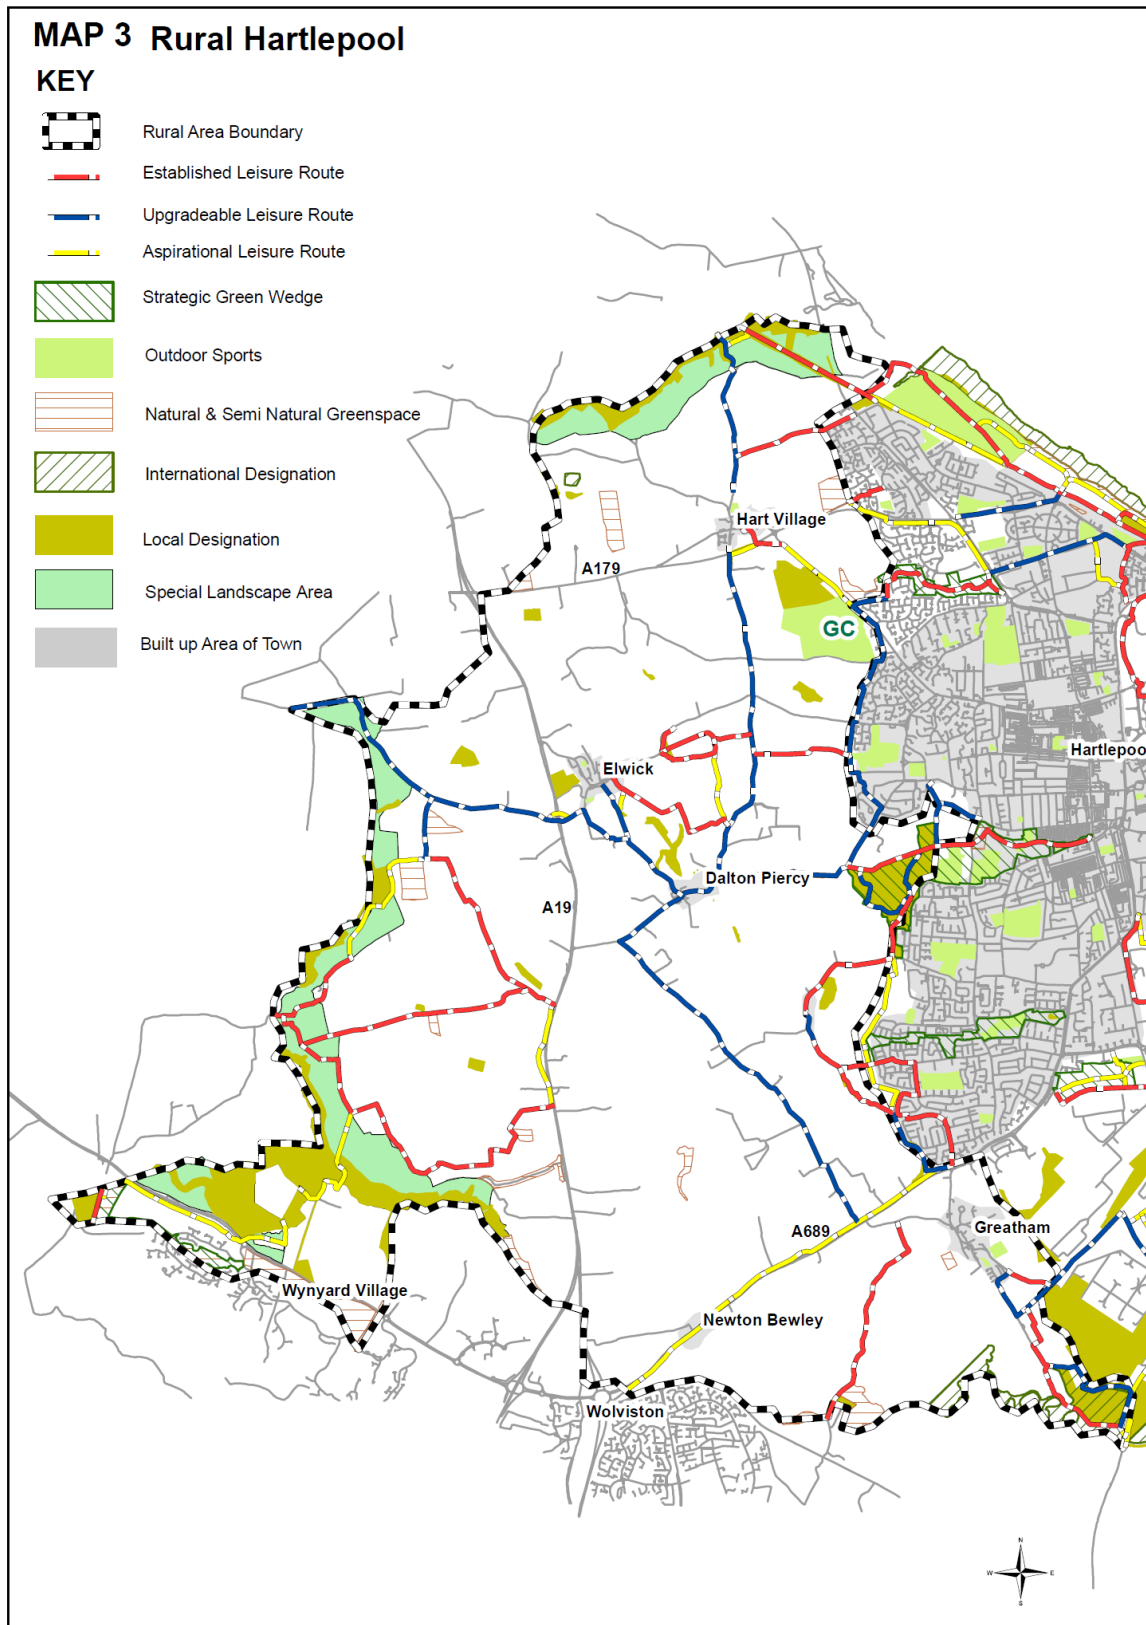 MAP 3 Rural Hartlepool
KEY
Rural Area Boundary
Established Leisure Route
Upgradeable Leisure Route
Aspirational Leisure Route
Strategic Green Wedge
Outdoor Sports
Natural & Semi Natural Greenspace
International Designation
Local Designation
Special Landscape Area
Built up Area of Town
Hart Village
A179
GC
Hartlepoo
Elwick
Dalton Piercy
A19
Greatham
A689
Wynyard Village
Newton Bewley
Wolviston
N
W E
S